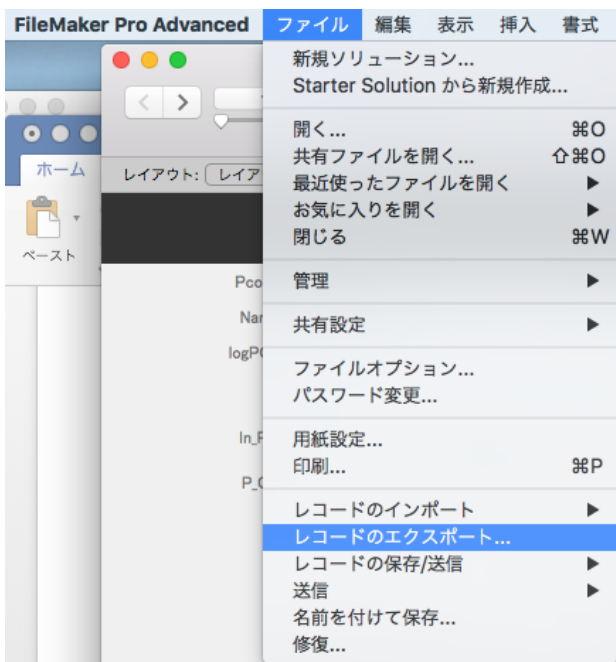 FileMaker Pro Advanced ファイル 編集 表示 挿入 書式
新規ソリューション...
Starter Solution から新規作成...
開く... ⌘O
共有ファイルを開く... ⇧⌘O
最近使ったファイルを開く ▶
お気に入りを開く ▶
閉じる ⌘W
管理 ▶
共有設定 ▶
ファイルオプション...
パスワード変更...
用紙設定...
印刷... ⌘P
レコードのインポート ▶
レコードのエクスポート...
レコードの保存/送信 ▶
送信 ▶
名前を付けて保存...
修復...
ホーム
ペースト
レイアウト: レイア
Pco
Nar
In_